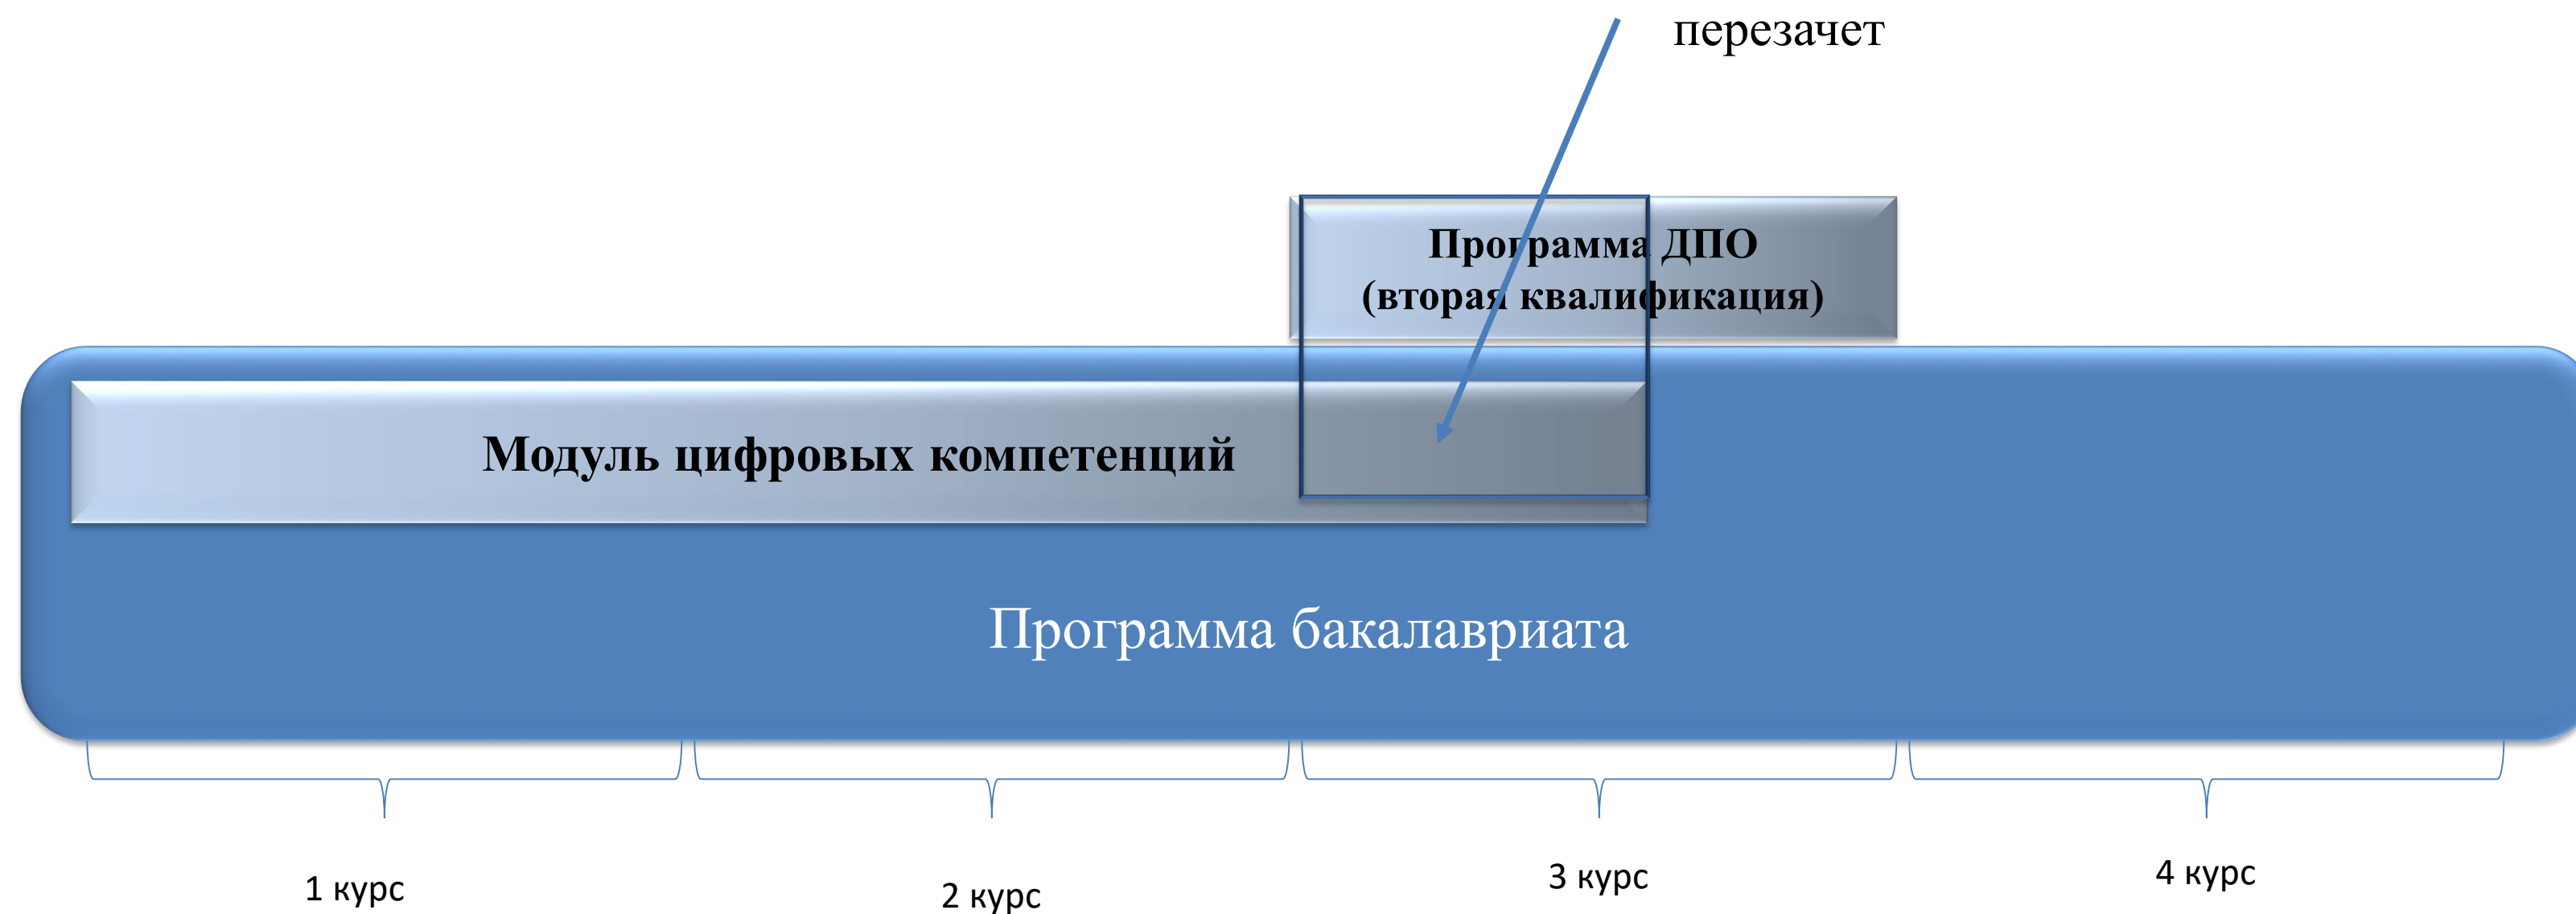 перезачет
Программа ДПО
(вторая квалификация)
Модуль цифровых компетенций
Программа бакалавриата
1 курс
2 курс
3 курс
4 курс